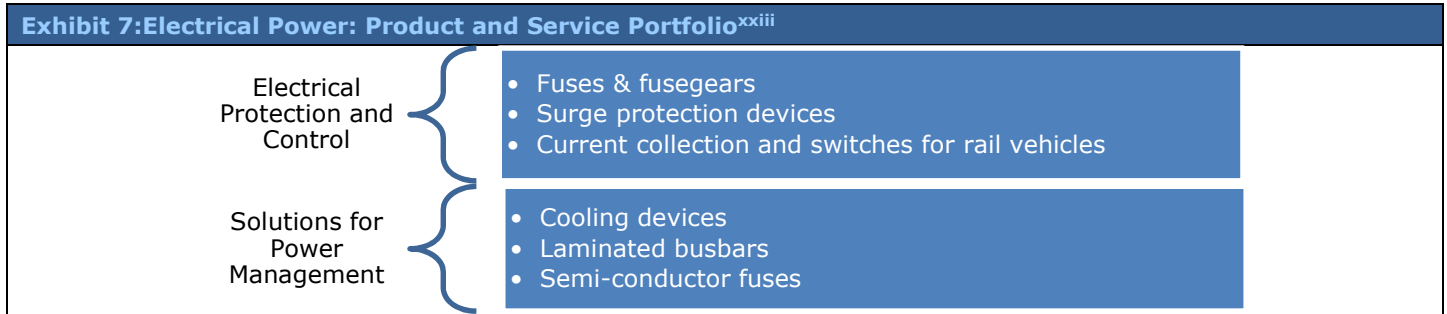 Exhibit 7:Electrical Power: Product and Service Portfolioxxiii
Electrical
Protection and
Control
• Fuses & fusegears
• Surge protection devices
• Current collection and switches for rail vehicles
Solutions for
Power
Management
• Cooling devices
• Laminated busbars
• Semi-conductor fuses